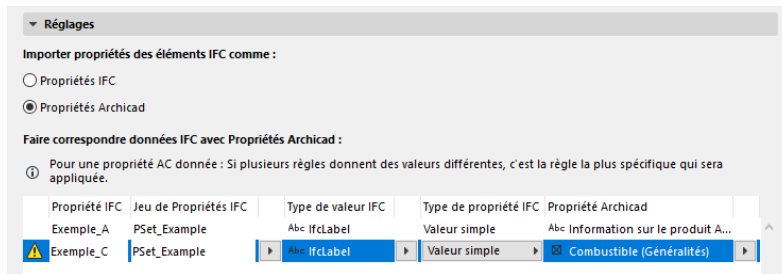 Réglages
Importer propriétés des éléments IFC comme :
Propriétés IFC
Propriétés Archicad
Faire correspondre données IFC avec Propriétés Archicad :
Pour une propriété AC donnée : Si plusieurs règles donnent des valeurs différentes, c'est la règle la plus spécifique qui sera
appliquée.
Propriété IFC Jeu de Propriétés IFC Type de valeur IFC Type de propriété IFC Propriété Archicad
Exemple_A PSet_Example Abc IfcLabel Valeur simple Abc Information sur le produit A...
Exemple_C PSet_Example Abc IfcLabel Valeur simple Combustible (Généralités)